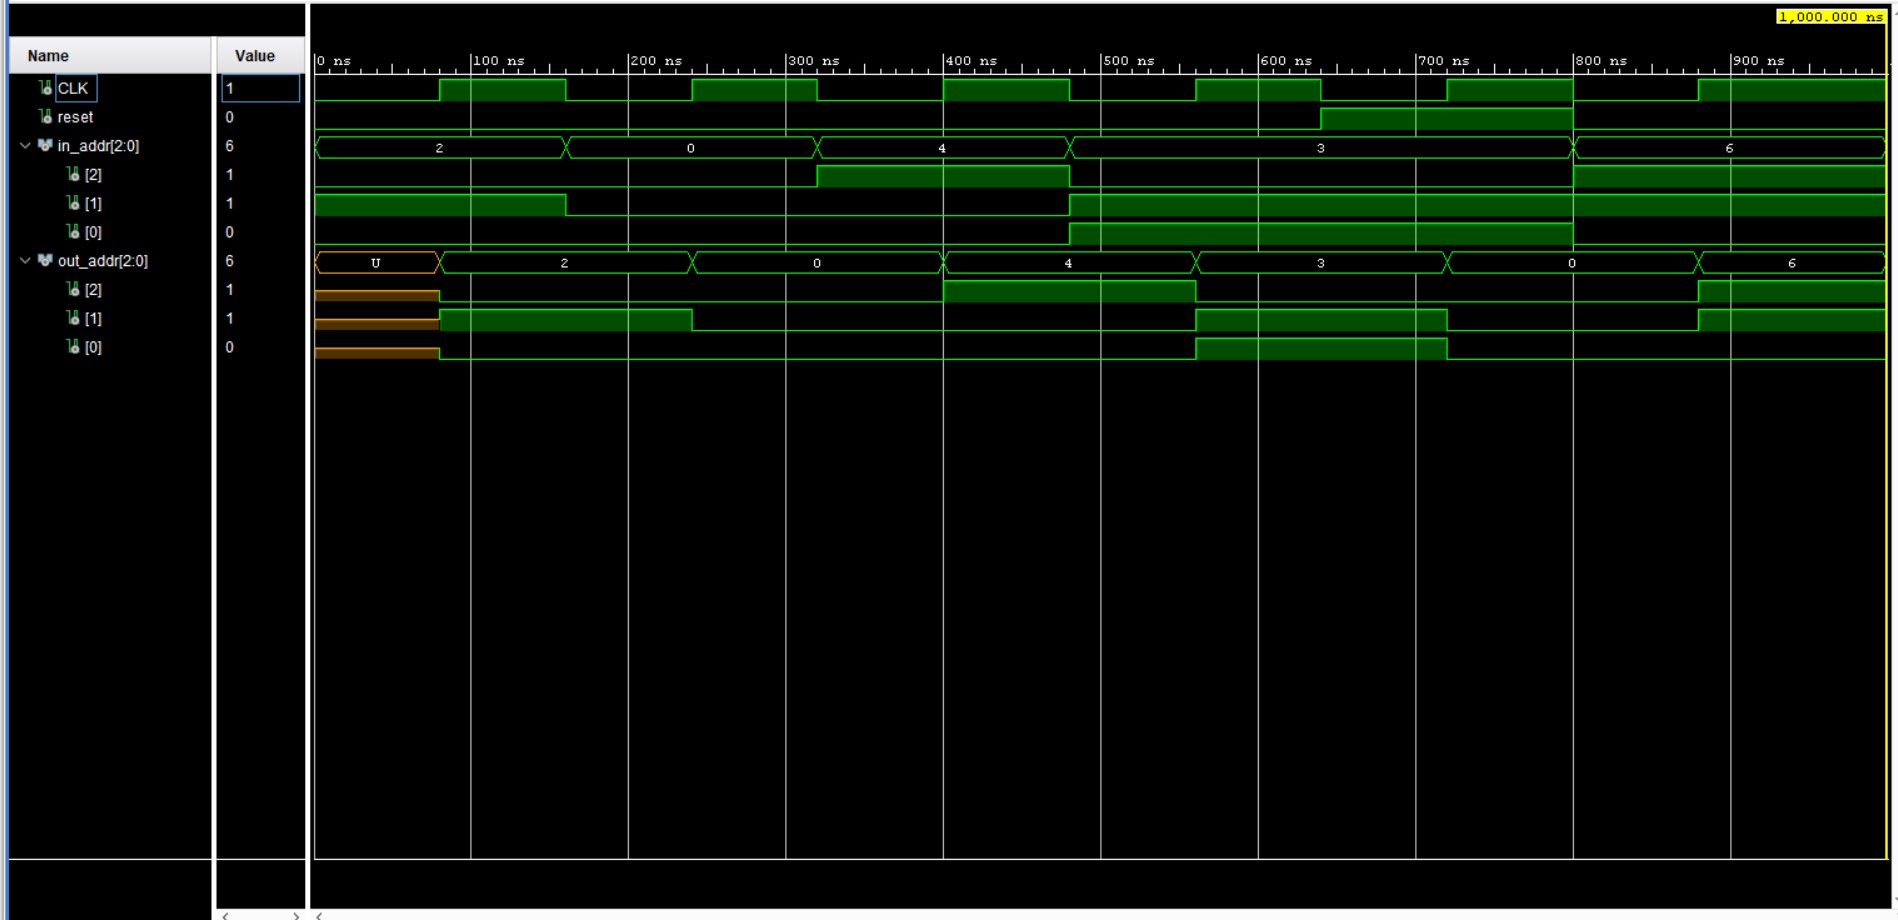 1,000.000 ns
Name Value
0 ns 100 ns 200 ns 300 ns 400 ns 500 ns 600 ns 700 ns 800 ns 900 ns
CLK 1
reset 0
in_addr[2:0] 6 2 0 4 3 6
[2] 1
[1] 1
[0] 0
out_addr[2:0] 6 U 2 0 4 3 0 6
[2] 1
[1] 1
[0] 0